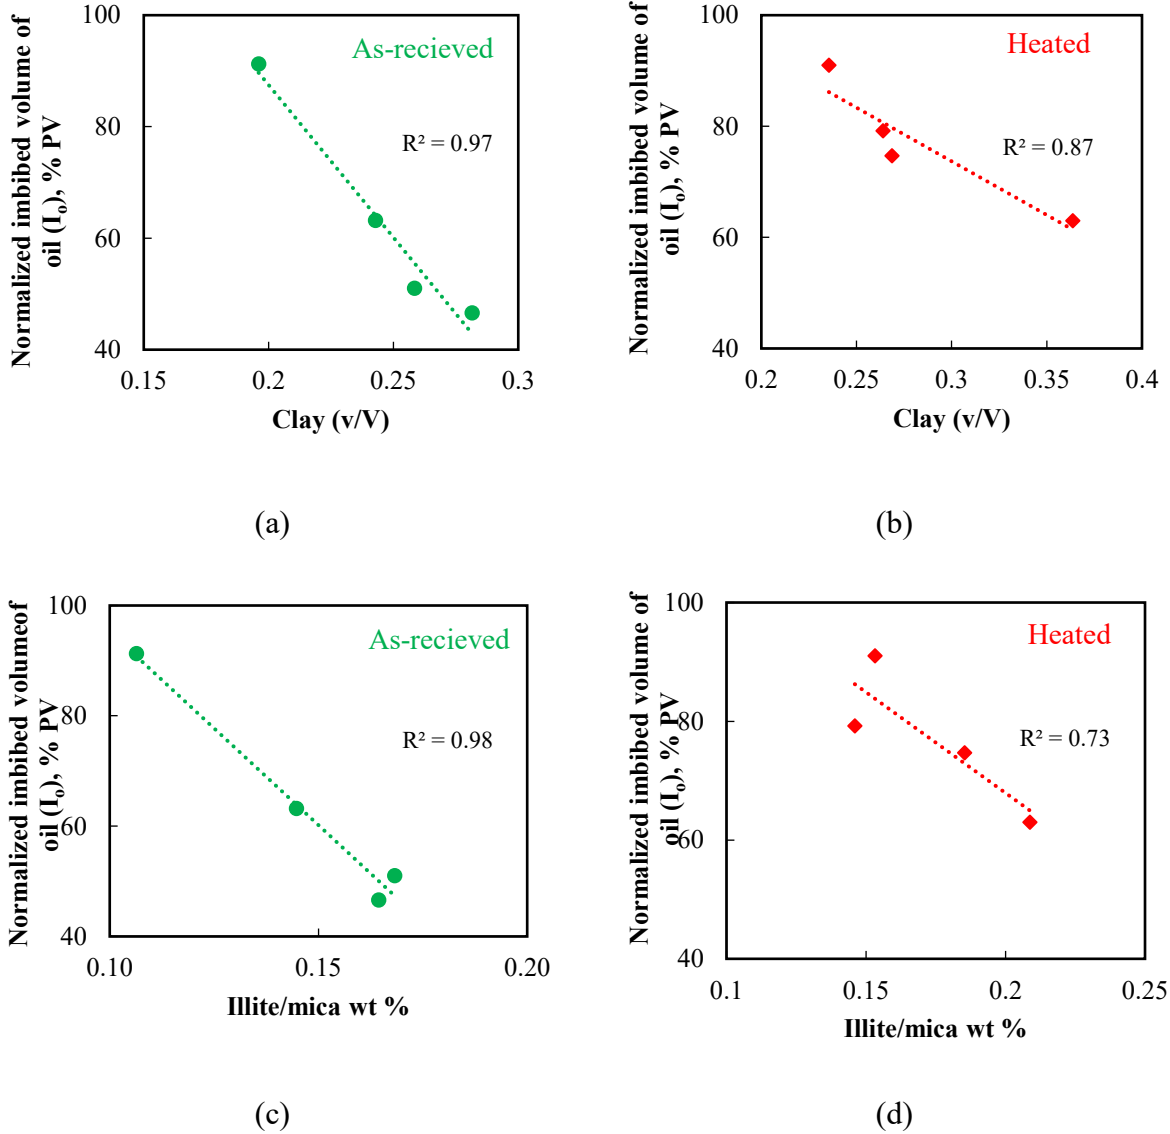 Normalized imbibed volume of
oil (Iₒ), % PV
100
80
60
40
As-recieved
R² = 0.97
0.15
0.2
0.25
0.3
Clay (v/V)
(a)
Normalized imbibed volume of
oil (Iₒ), % PV
100
80
60
40
Heated
R² = 0.87
0.2
0.25
0.3
0.35
0.4
Clay (v/V)
(b)
Normalized imbibed volumeof
oil (Iₒ), % PV
100
80
60
40
As-recieved
R² = 0.98
0.10
0.15
0.20
Illite/mica wt %
(c)
Normalized imbibed volume of
oil (Iₒ), % PV
100
80
60
40
Heated
R² = 0.73
0.1
0.15
0.2
0.25
Illite/mica wt %
(d)